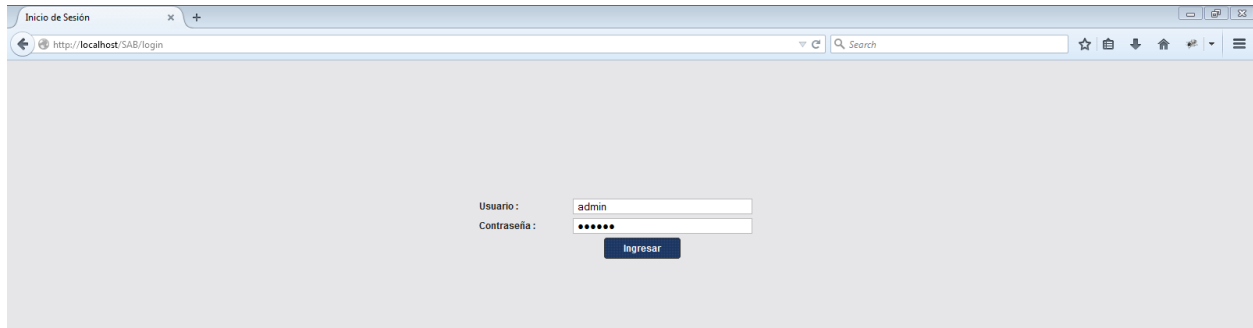 Inicio de Sesión
http://localhost/SAB/login
Search
Usuario :
admin
Contraseña :
••••••
Ingresar